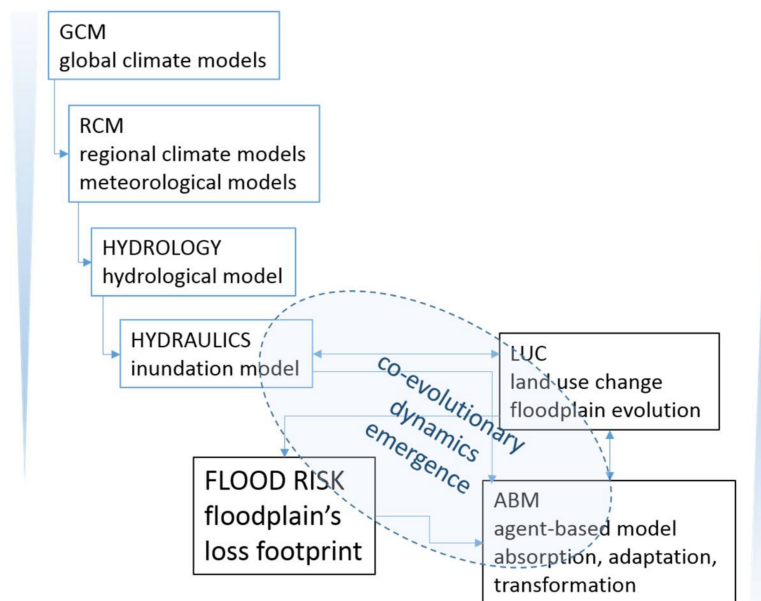 GCM
global climate models
RCM
regional climate models
meteorological models
HYDROLOGY
hydrological model
HYDRAULICS
inundation model
LUC
land use change
floodplain evolution
co-evolutionary
dynamics
emergence
FLOOD RISK
floodplain's
loss footprint
ABM
agent-based model
absorption, adaptation,
transformation